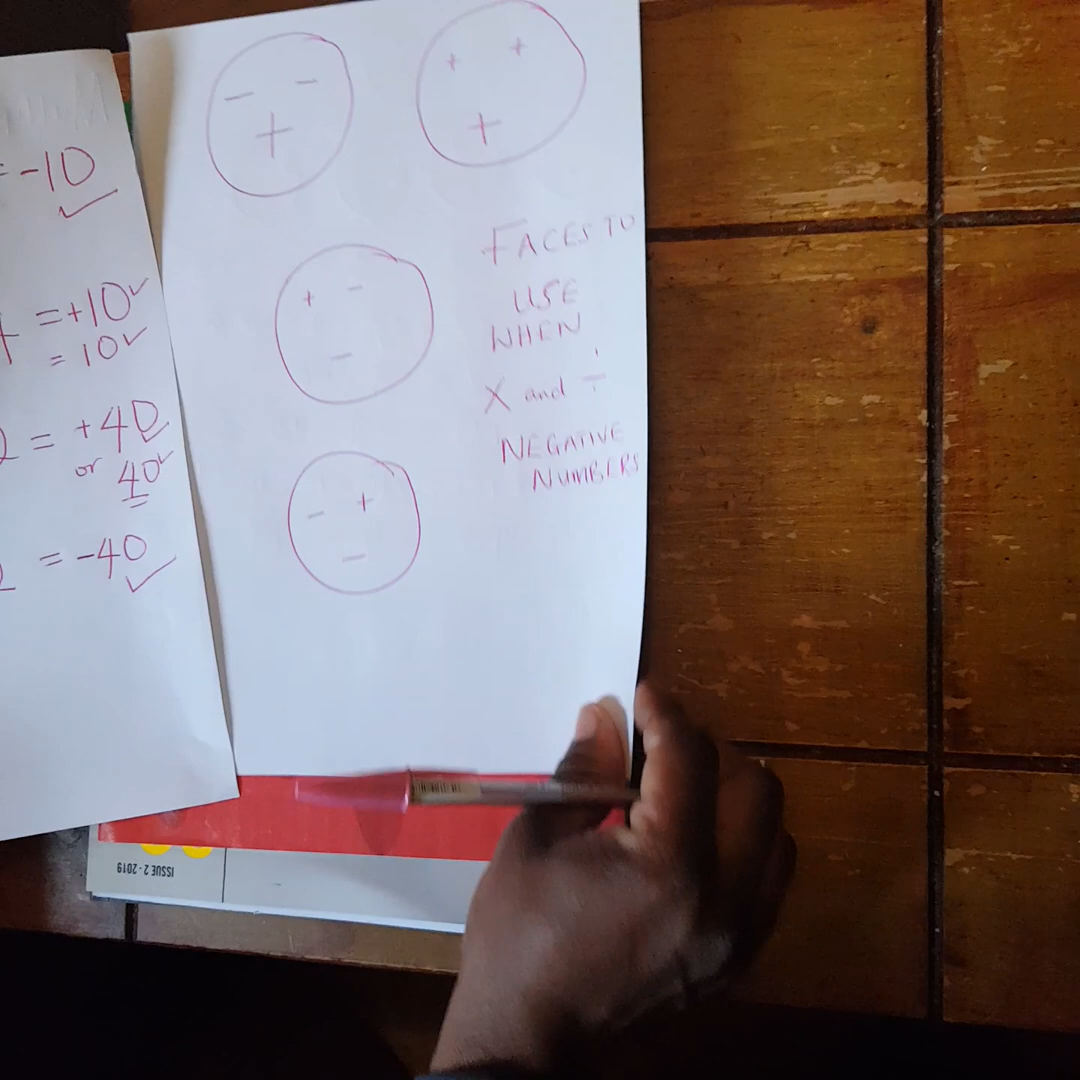 = -10
= +10
= 10
= +40
or 40
= -40
- -
+
+ +
+
+ -
-
- +
-
FACES TO
USE
WHEN
X and ÷
NEGATIVE
NUMBERS
ISSUE 2 - 2019